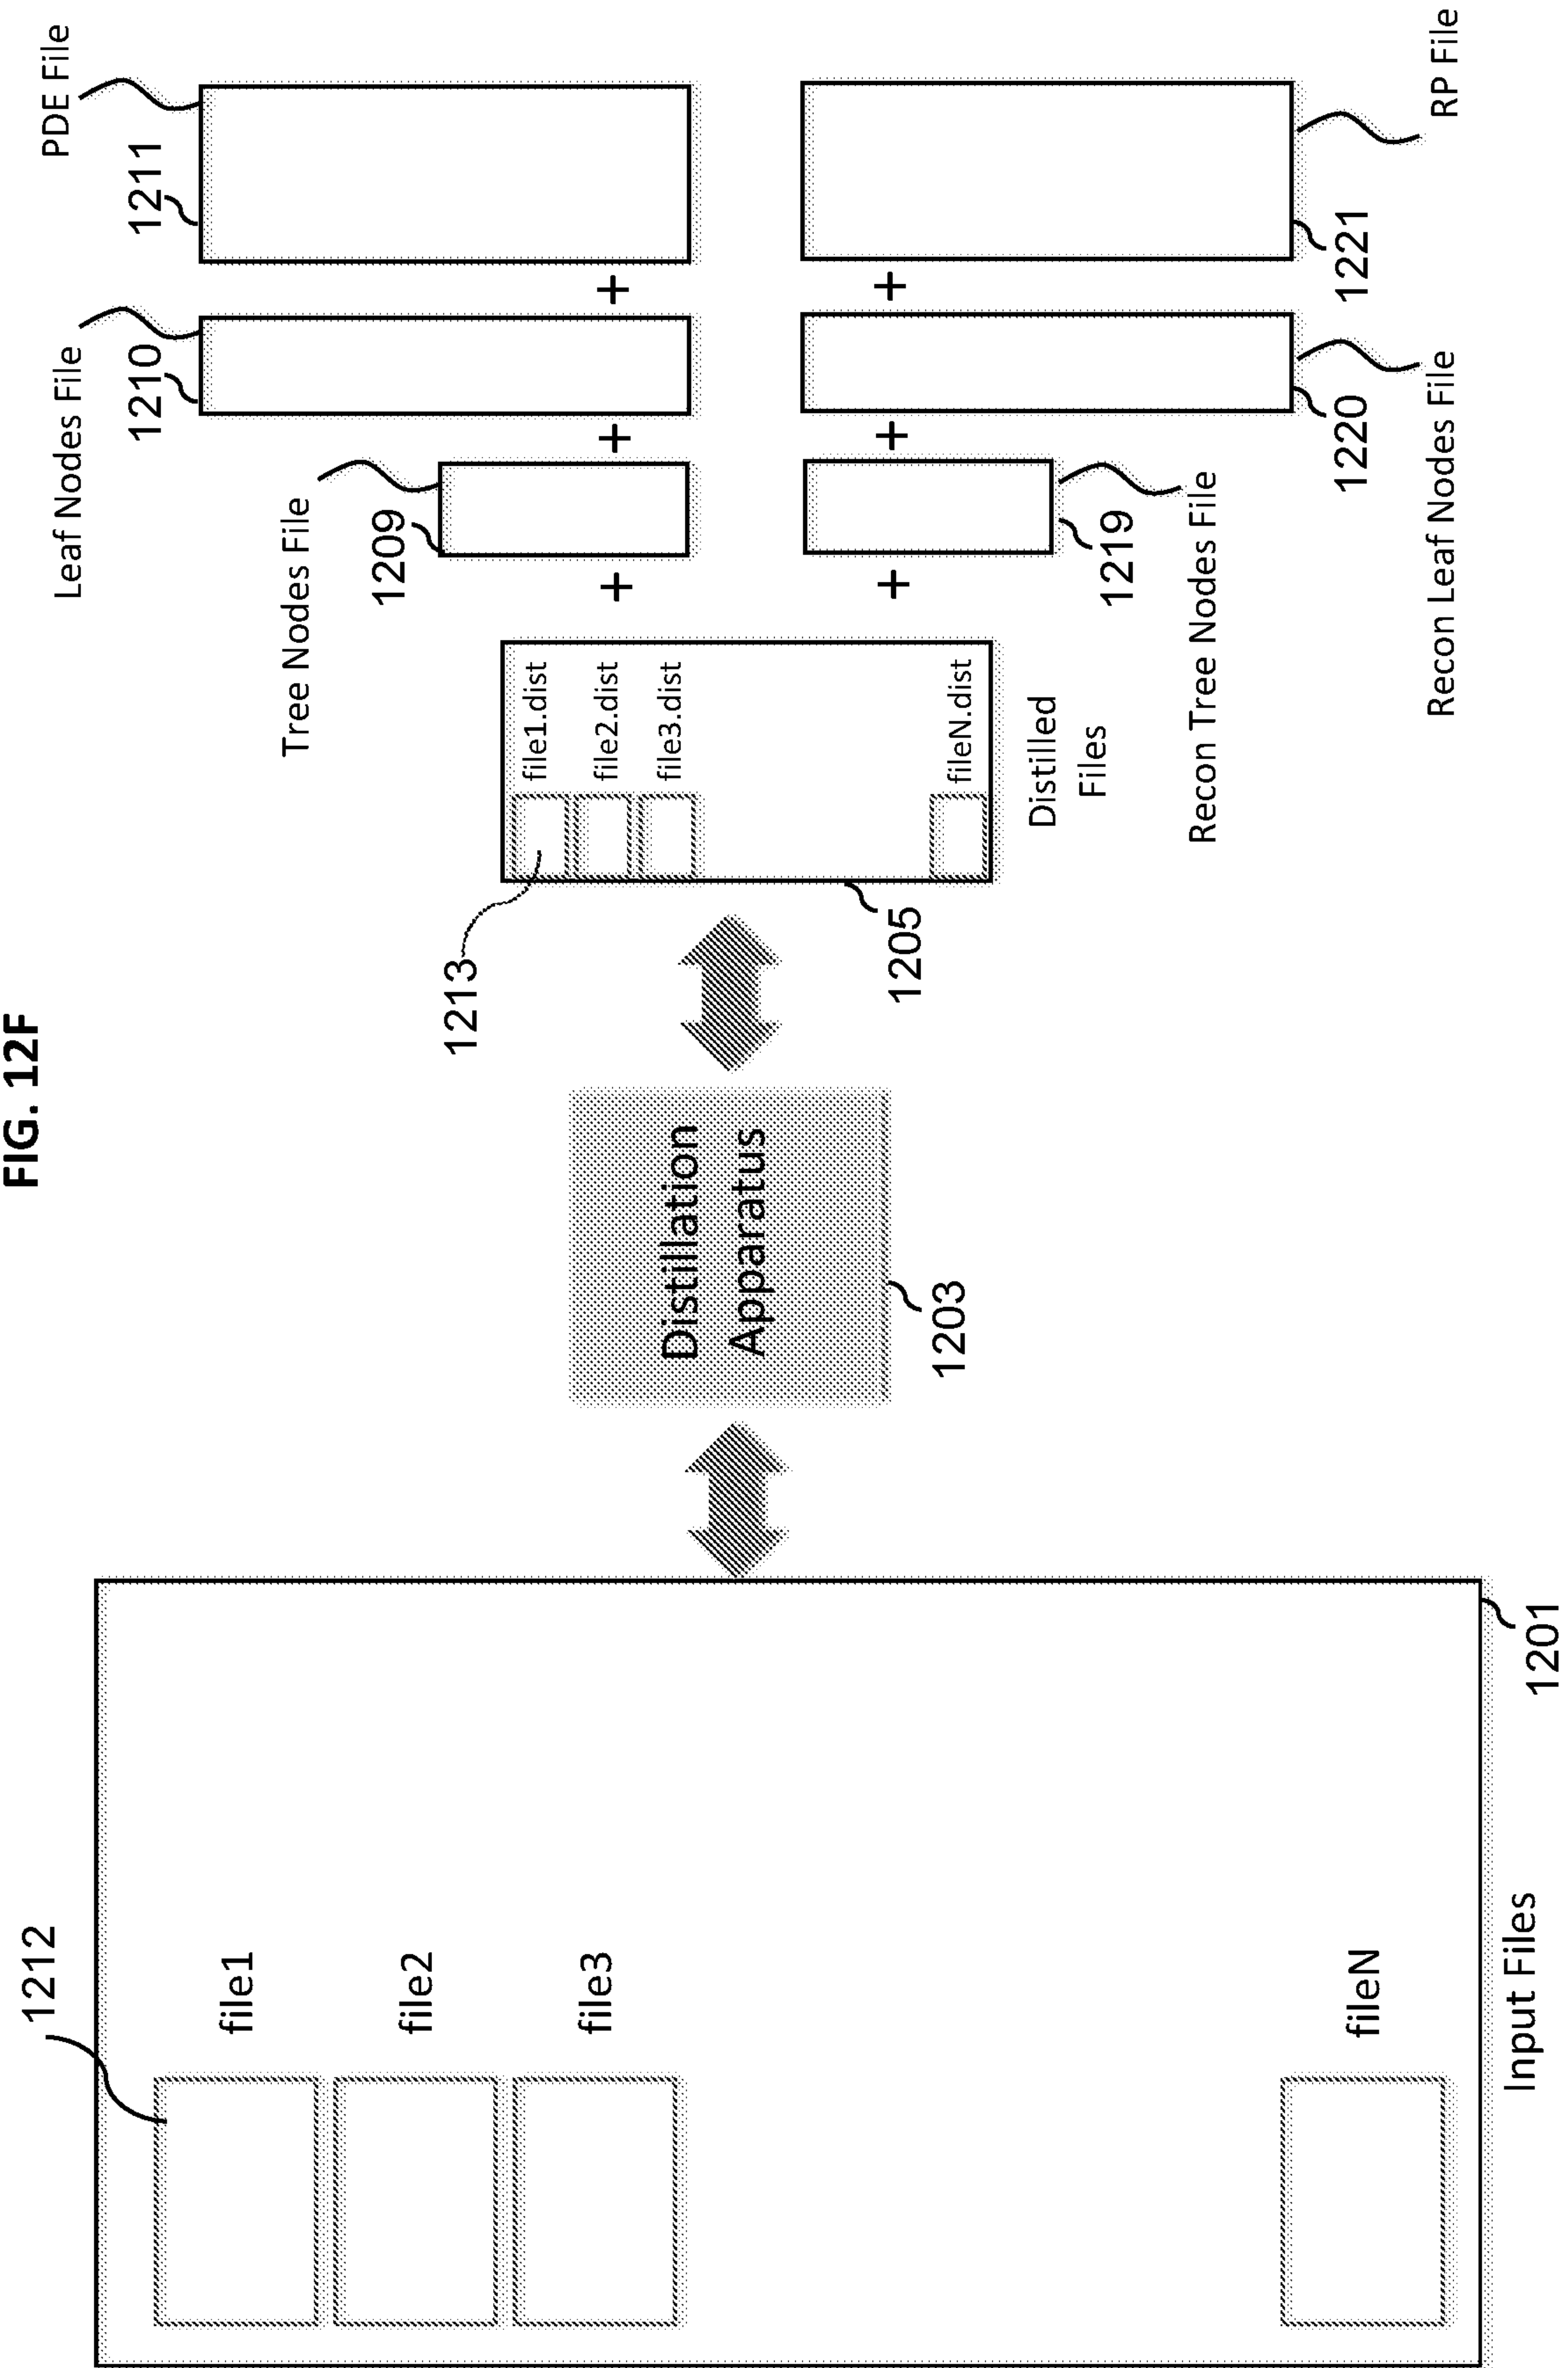 FIG. 12F
1212
file1
file2
file3
fileN
Input Files
1201
Distillation
Apparatus
1203
1213
file1.dist
file2.dist
file3.dist
fileN.dist
1205
Distilled
Files
Tree Nodes File
1209
Leaf Nodes File
1210
PDE File
1211
+
+
+
+
+
+
1219
Recon Tree Nodes File
1220
Recon Leaf Nodes File
1221
RP File